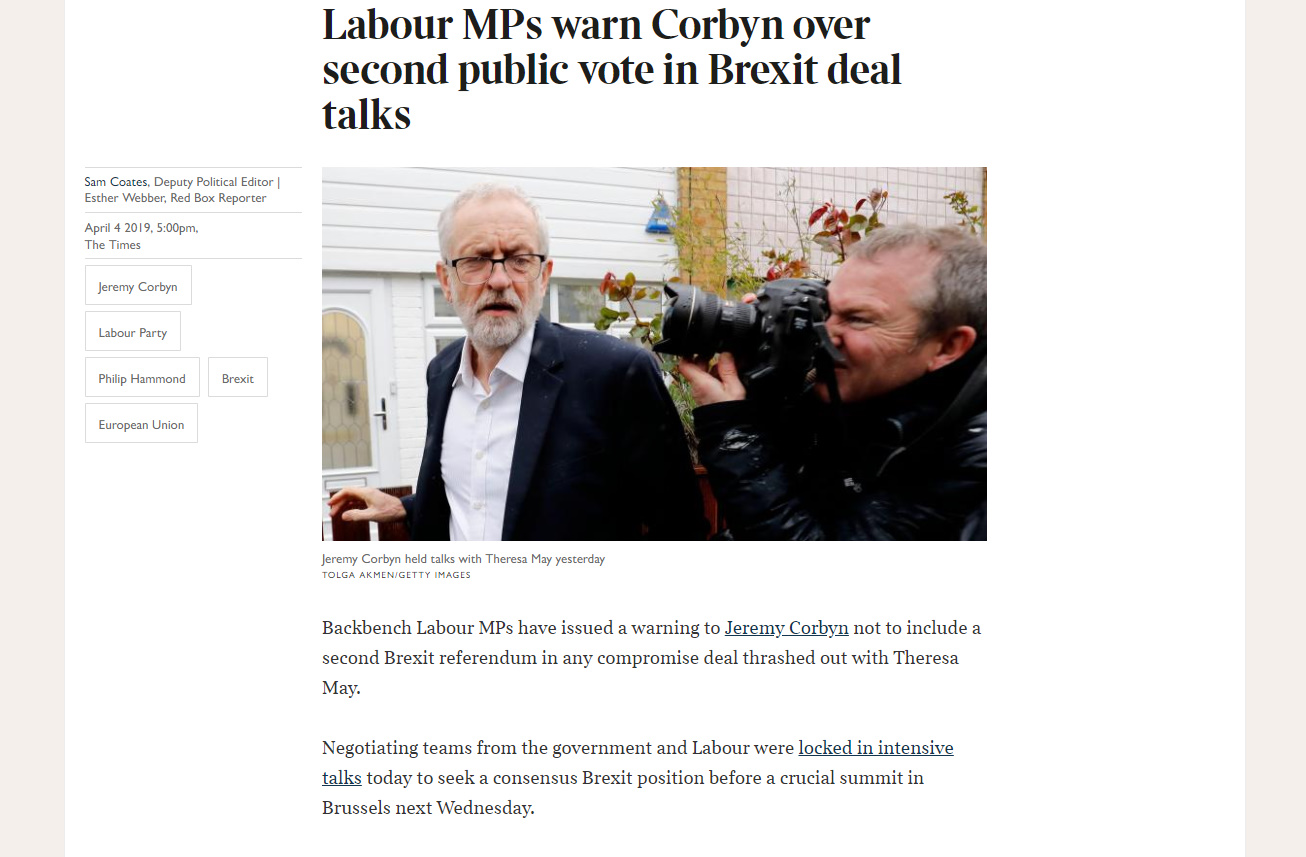 Labour MPs warn Corbyn over
second public vote in Brexit deal
talks
Sam Coates, Deputy Political Editor |
Esther Webber, Red Box Reporter
April 4 2019, 5:00pm,
The Times
Jeremy Corbyn
Labour Party
Philip Hammond
Brexit
European Union
Jeremy Corbyn held talks with Theresa May yesterday
TOLGA AKMEN/GETTY IMAGES
Backbench Labour MPs have issued a warning to Jeremy Corbyn not to include a
second Brexit referendum in any compromise deal thrashed out with Theresa
May.
Negotiating teams from the government and Labour were locked in intensive
talks today to seek a consensus Brexit position before a crucial summit in
Brussels next Wednesday.